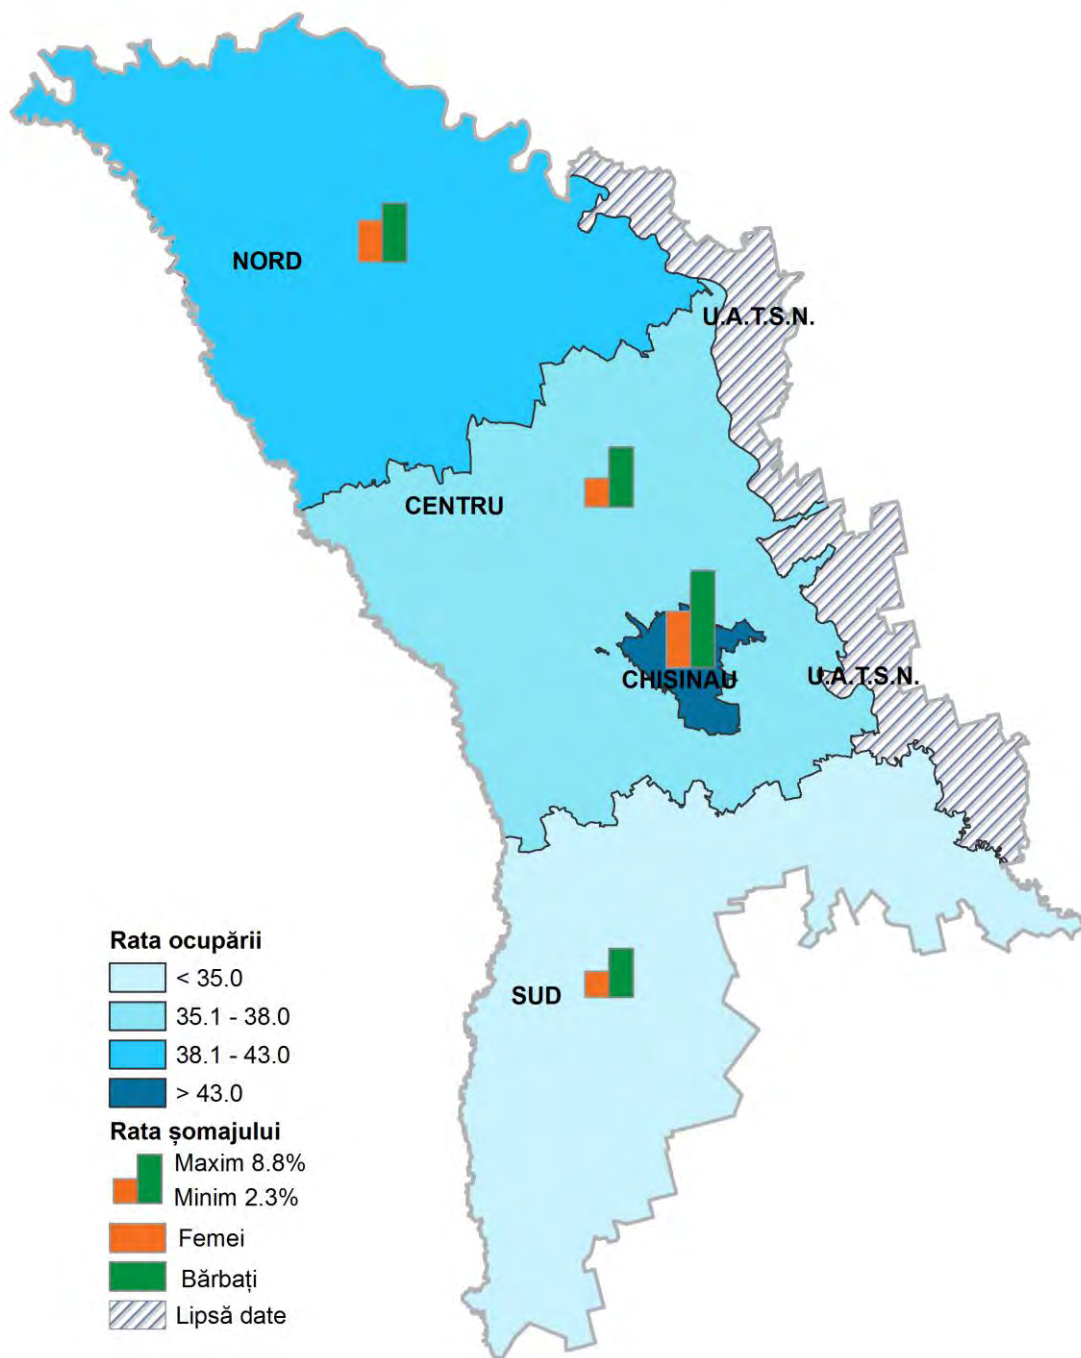 NORD
U.A.T.S.N.
CENTRU
CHISINAU
U.A.T.S.N.
SUD
Rata ocupării
< 35.0
35.1 - 38.0
38.1 - 43.0
> 43.0
Rata șomajului
Maxim 8.8%
Minim 2.3%
Femei
Bărbați
Lipsă date